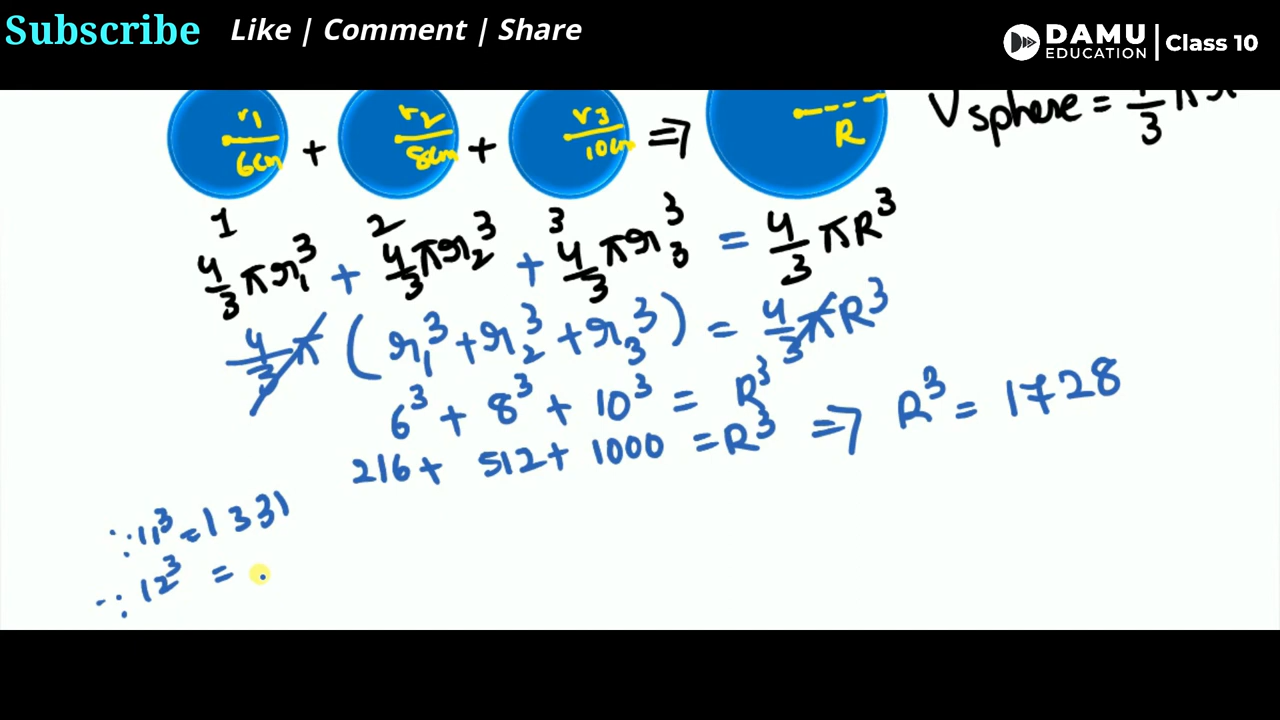 Subscribe Like | Comment | Share
DAMU EDUCATION | Class 10
r1 6cm + r2 8cm + r3 10cm ⇒ R
V sphere = 4/3 π r
1 2 3
4/3 πr₁³ + 4/3 πr₂³ + 4/3 πr₃³ = 4/3 πR³
4/3 π ( r₁³ + r₂³ + r₃³ ) = 4/3 πR³
6³ + 8³ + 10³ = R³
216 + 512 + 1000 = R³ ⇒ R³ = 1728
∵ 11³ = 1331
∵ 12³ = .